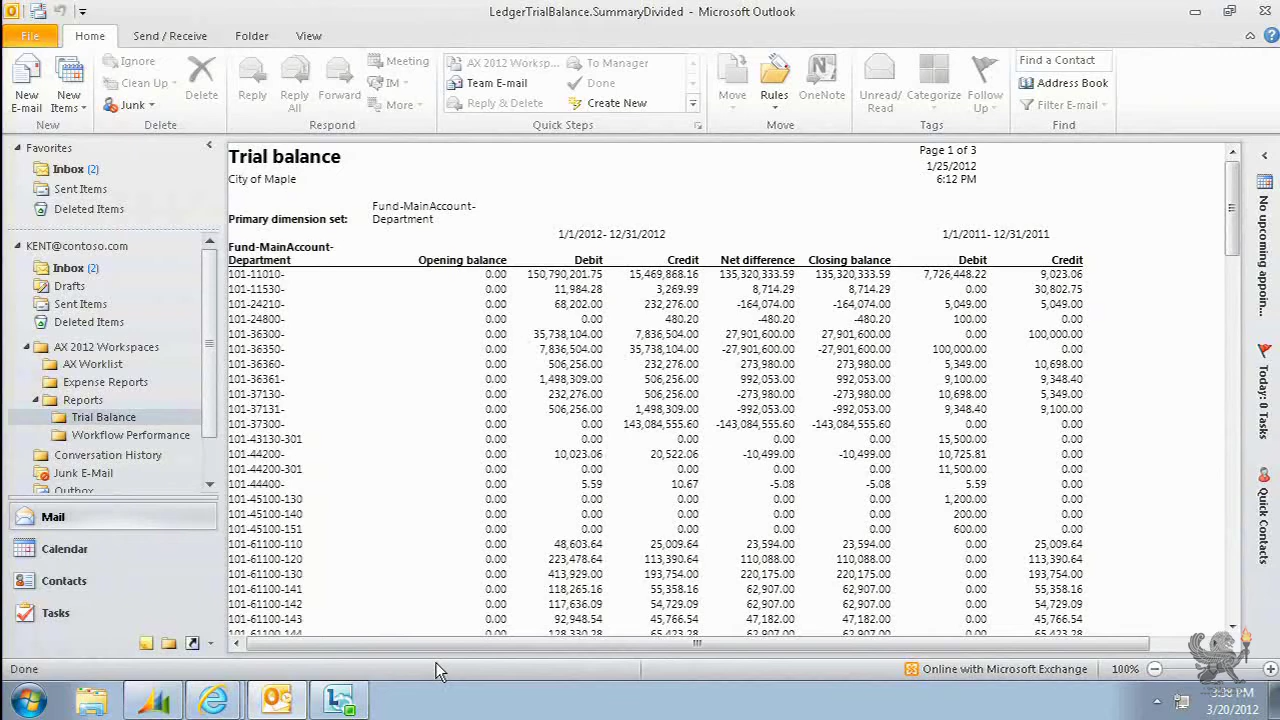 LedgerTrialBalance.SummaryDivided - Microsoft Outlook
File Home Send / Receive Folder View
New E-mail
New Items
Ignore
Clean Up
Junk
Delete
Reply
Reply All
Forward
Meeting
IM
More
AX 2012 Worksp...
Team E-mail
Reply & Delete
To Manager
Done
Create New
Move
Rules
OneNote
Unread/ Read
Categorize
Follow Up
Find a Contact
Address Book
Filter E-mail
New Delete Respond Quick Steps Move Tags Find
Favorites
Inbox (2)
Sent Items
Deleted Items
KENT@contoso.com
Inbox (2)
Drafts
Sent Items
Deleted Items
AX 2012 Workspaces
AX Worklist
Expense Reports
Reports
Trial Balance
Workflow Performance
Conversation History
Junk E-Mail
Outbox
Mail
Calendar
Contacts
Tasks
Trial balance
City of Maple
Page 1 of 3
1/25/2012
6:12 PM
Primary dimension set: Fund-MainAccount-Department
1/1/2012- 12/31/2012 1/1/2011- 12/31/2011
Fund-MainAccount-Department Opening balance Debit Credit Net difference Closing balance Debit Credit
101-11010- 0.00 150,790,201.75 15,469,868.16 135,320,333.59 135,320,333.59 7,726,448.22 9,023.06
101-11530- 0.00 11,984.28 3,269.99 8,714.29 8,714.29 0.00 30,802.75
101-24210- 0.00 68,202.00 232,276.00 -164,074.00 -164,074.00 5,049.00 5,049.00
101-24800- 0.00 0.00 480.20 -480.20 -480.20 100.00 0.00
101-36300- 0.00 35,738,104.00 7,836,504.00 27,901,600.00 27,901,600.00 0.00 100,000.00
101-36350- 0.00 7,836,504.00 35,738,104.00 -27,901,600.00 -27,901,600.00 100,000.00 0.00
101-36360- 0.00 506,256.00 232,276.00 273,980.00 273,980.00 5,349.00 10,698.00
101-36361- 0.00 1,498,309.00 506,256.00 992,053.00 992,053.00 9,100.00 9,348.40
101-37130- 0.00 232,276.00 506,256.00 -273,980.00 -273,980.00 10,698.00 5,349.00
101-37131- 0.00 506,256.00 1,498,309.00 -992,053.00 -992,053.00 9,348.40 9,100.00
101-37300- 0.00 0.00 143,084,555.60 -143,084,555.60 -143,084,555.60 0.00 0.00
101-43130-301 0.00 0.00 0.00 0.00 0.00 15,500.00 0.00
101-44200- 0.00 10,023.06 20,522.06 -10,499.00 -10,499.00 10,725.81 0.00
101-44200-301 0.00 0.00 0.00 0.00 0.00 11,500.00 0.00
101-44400- 0.00 5.59 10.67 -5.08 -5.08 5.59 0.00
101-45100-130 0.00 0.00 0.00 0.00 0.00 1,200.00 0.00
101-45100-140 0.00 0.00 0.00 0.00 0.00 200.00 0.00
101-45100-151 0.00 0.00 0.00 0.00 0.00 600.00 0.00
101-61100-110 0.00 48,603.64 25,009.64 23,594.00 23,594.00 0.00 25,009.64
101-61100-120 0.00 223,478.64 113,390.64 110,088.00 110,088.00 0.00 113,390.64
101-61100-130 0.00 413,929.00 193,754.00 220,175.00 220,175.00 0.00 193,754.00
101-61100-141 0.00 118,265.16 55,358.16 62,907.00 62,907.00 0.00 55,358.16
101-61100-142 0.00 117,636.09 54,729.09 62,907.00 62,907.00 0.00 54,729.09
101-61100-143 0.00 92,948.54 45,766.54 47,182.00 47,182.00 0.00 45,766.54
101-61100-144 0.00 128,330.28 65,423.28 62,907.00 62,907.00 0.00 65,423.28
No upcoming appoin...
Today: 0 Tasks
Quick Contacts
Done Online with Microsoft Exchange 100%
3:38 PM
3/20/2012